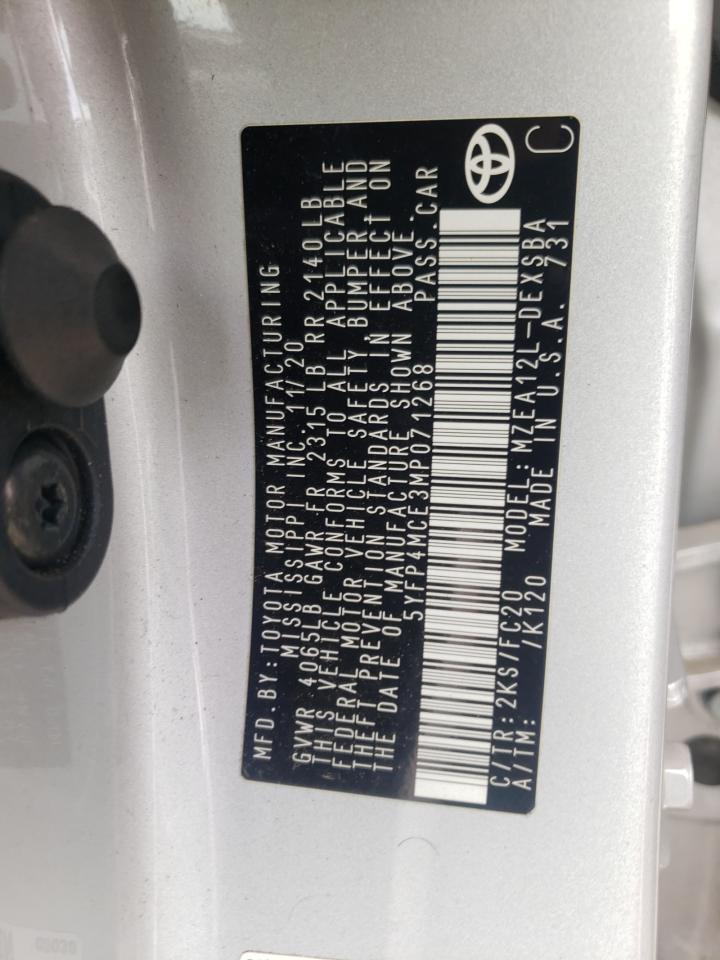 MFD.BY:TOYOTA MOTOR MANUFACTURING
MISSISSIPPI INC. 11/20
GVWR 4065LB GAWR FR 2315 LB RR 2140 LB
THIS VEHICLE CONFORMS TO ALL APPLICABLE
FEDERAL MOTOR VEHICLE SAFETY, BUMPER AND
THEFT PREVENTION STANDARDS IN EFFECT ON
THE DATE OF MANUFACTURE SHOWN ABOVE.
5YFP4MCE3MP071268 PASS. CAR
C/TR:2KS/FC20 MODEL:MZEA12L-DEXSBA
A/TM: /K120 MADE IN U.S.A. 731
C